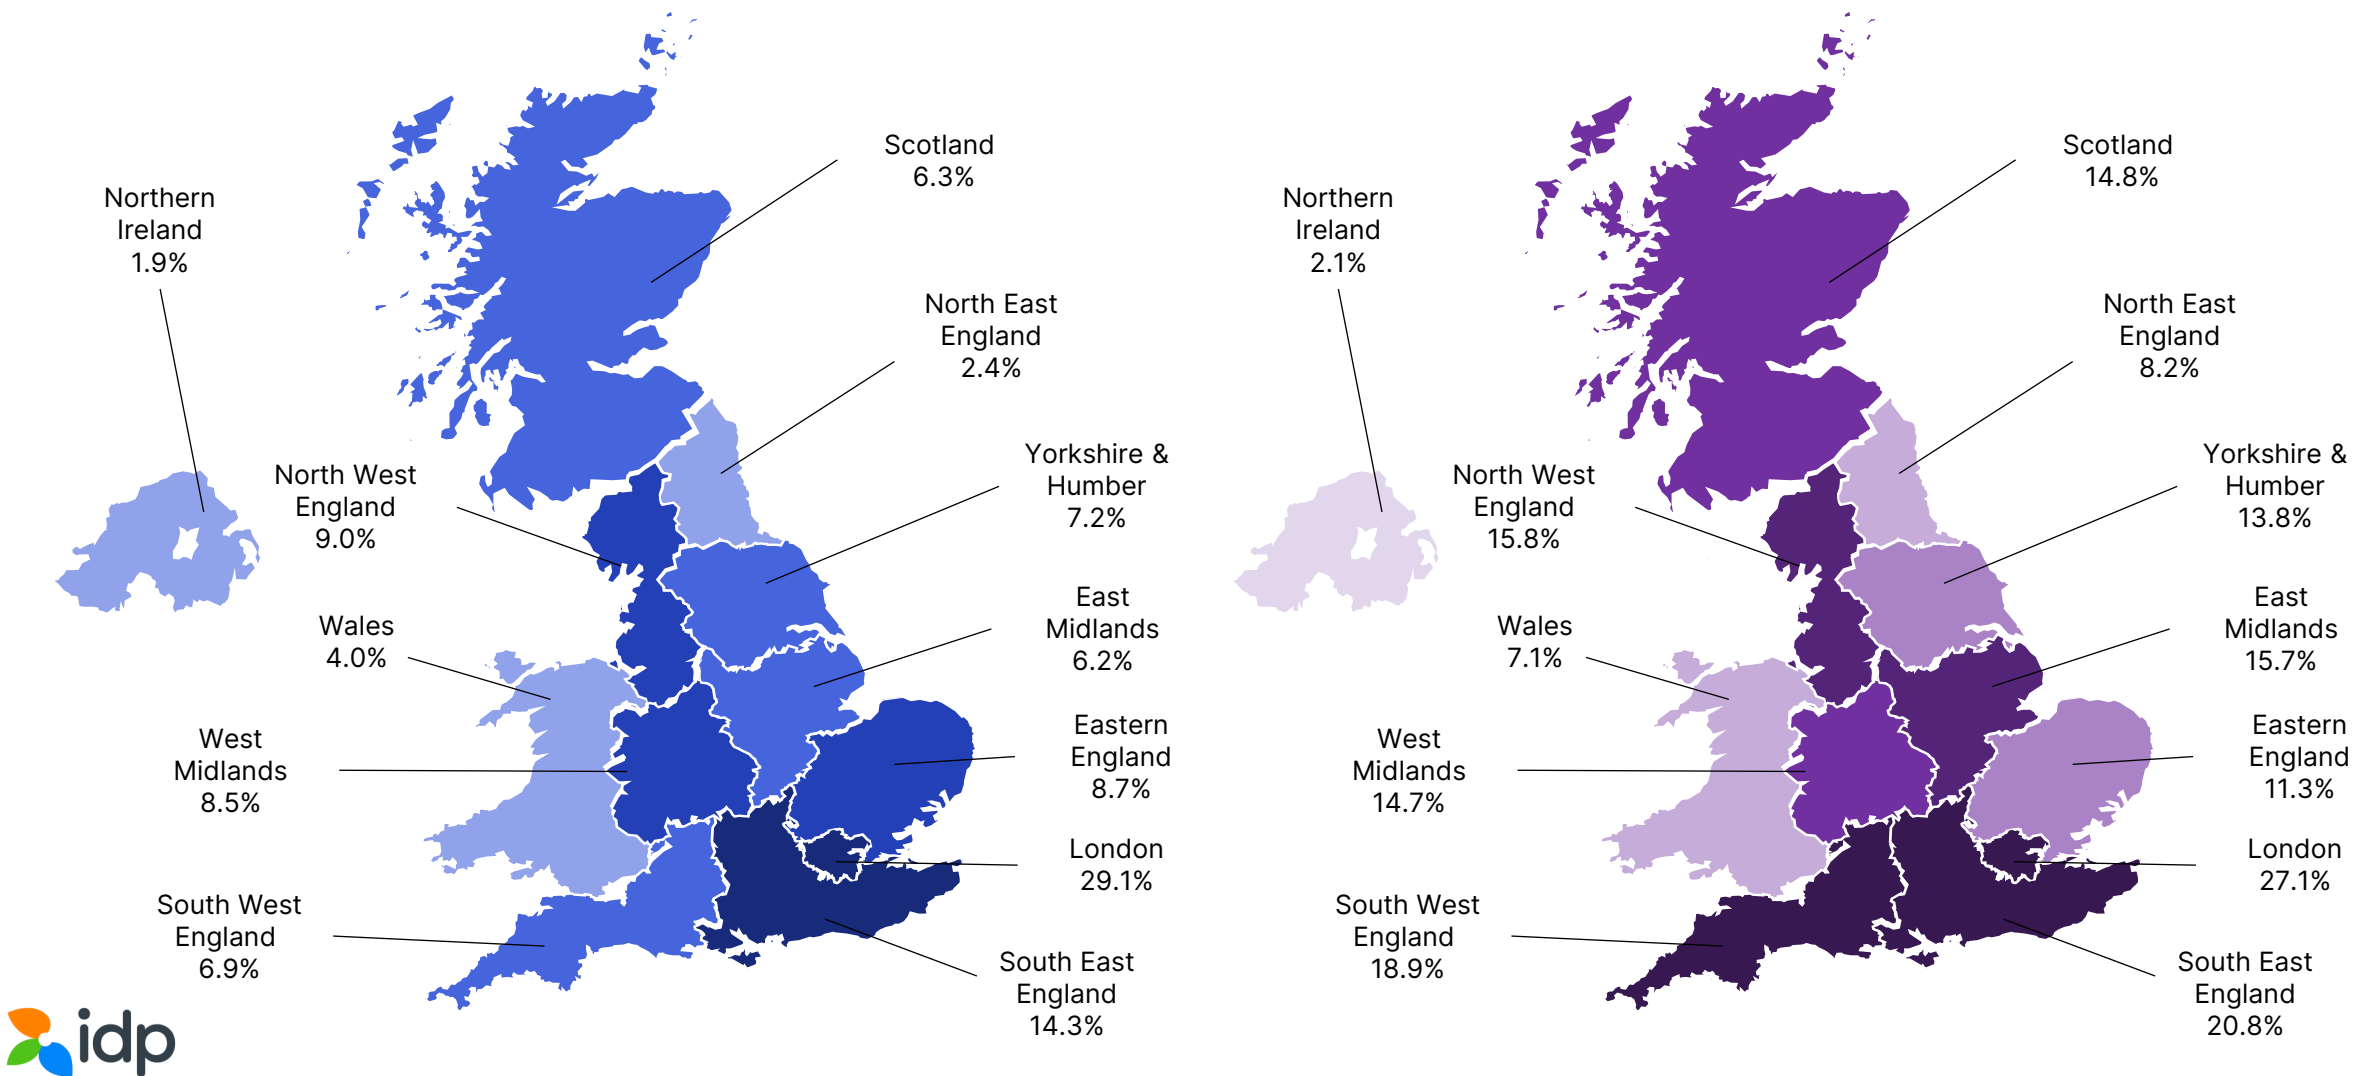 Scotland
6.3%
Northern
Ireland
1.9%
North East
England
2.4%
Yorkshire &
Humber
7.2%
North West
England
9.0%
East
Midlands
6.2%
Wales
4.0%
Eastern
England
8.7%
West
Midlands
8.5%
London
29.1%
South West
England
6.9%
South East
England
14.3%
idp
Scotland
14.8%
Northern
Ireland
2.1%
North East
England
8.2%
Yorkshire &
Humber
13.8%
North West
England
15.8%
East
Midlands
15.7%
Wales
7.1%
Eastern
England
11.3%
West
Midlands
14.7%
London
27.1%
South West
England
18.9%
South East
England
20.8%